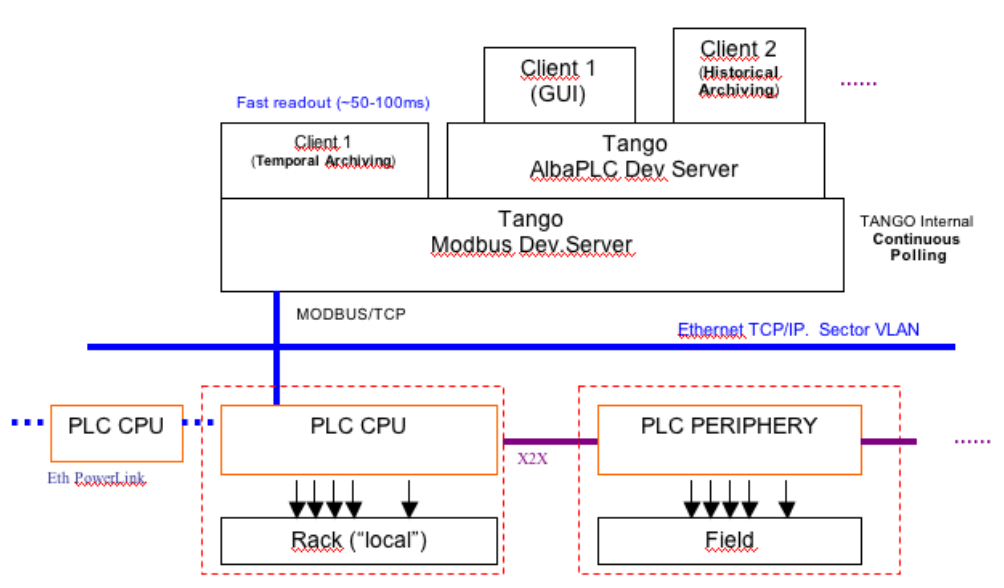 Client 2
(Historical
Archiving)
Client 1
(GUI)
Fast readout (~50-100ms)
Client 1
(Temporal Archiving)
Tango
AlbaPLC Dev Server
Tango
Modbus Dev.Server
TANGO Internal
Continuous
Polling
MODBUS/TCP
Ethernet TCP/IP. Sector VLAN
PLC CPU
PLC CPU
PLC PERIPHERY
X2X
Eth PowerLink
Rack (“local”)
Field